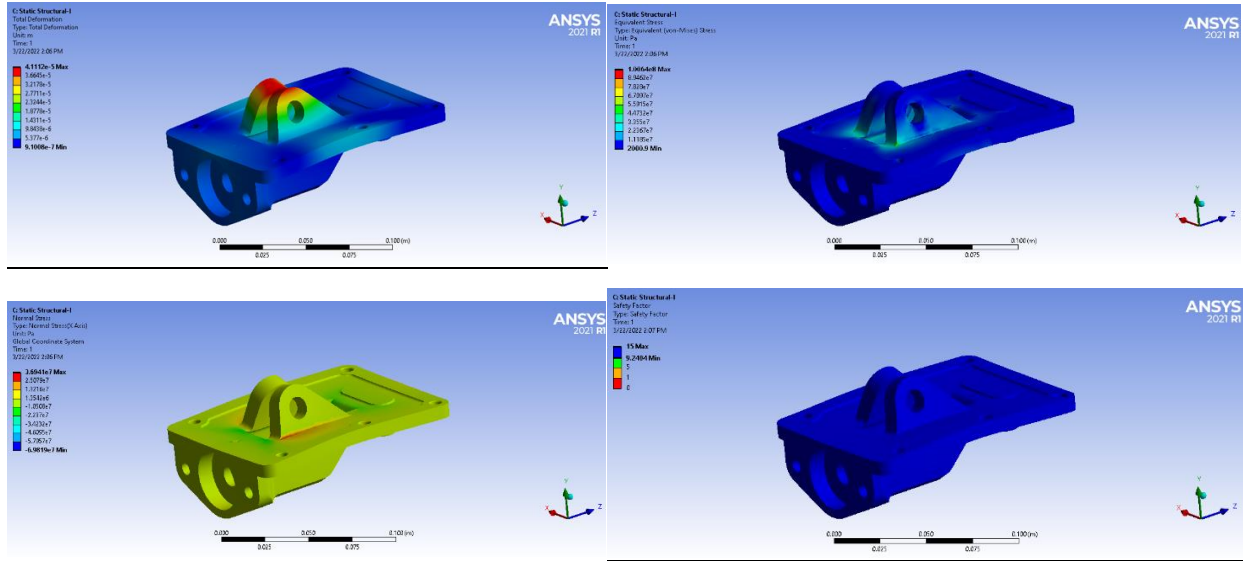 C: Static Structural-I
Total Deformation
Type: Total Deformation
Unit: m
Time: 1
3/22/2022 2:06 PM
4.1112e-5 Max
3.6645e-5
3.2178e-5
2.7711e-5
2.3244e-5
1.8778e-5
1.4311e-5
9.8438e-6
5.377e-6
9.1008e-7 Min
ANSYS
2021 R1
0.000
0.050
0.100 (m)
0.025
0.075
X
Y
Z
C: Static Structural-I
Equivalent Stress
Type: Equivalent (von-Mises) Stress
Unit: Pa
Time: 1
3/22/2022 2:06 PM
1.0064e8 Max
8.9462e7
7.828e7
6.7097e7
5.5915e7
4.4732e7
3.355e7
2.2367e7
1.1185e7
2000.9 Min
ANSYS
2021 R1
0.000
0.050
0.100 (m)
0.025
0.075
X
Y
Z
C: Static Structural-I
Normal Stress
Type: Normal Stress(X Axis)
Unit: Pa
Global Coordinate System
Time: 1
3/22/2022 2:06 PM
3.6941e7 Max
2.5079e7
1.3542e6
-1.0508e7
-2.237e7
-3.4232e7
-4.6095e7
-5.7957e7
-6.9819e7 Min
ANSYS
2021 R1
0.000
0.050
0.100 (m)
0.025
0.075
X
Y
Z
C: Static Structural-I
Safety Factor
Type: Safety Factor
Time: 1
3/22/2022 2:07 PM
15 Max
9.2404 Min
5
1
0
ANSYS
2021 R1
0.000
0.050
0.100 (m)
0.025
0.075
X
Y
Z